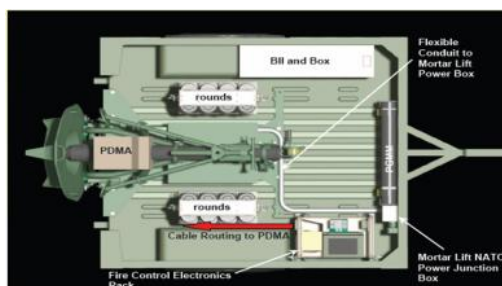 Flexible
Conduit to
Mortar Lift
Power Box
BII and Box
rounds
PDMA
PGMM
rounds
Cable Routing to PDMA
Fire Control Electronics
Rack
Mortar Lift NATO
Power Junction
Box